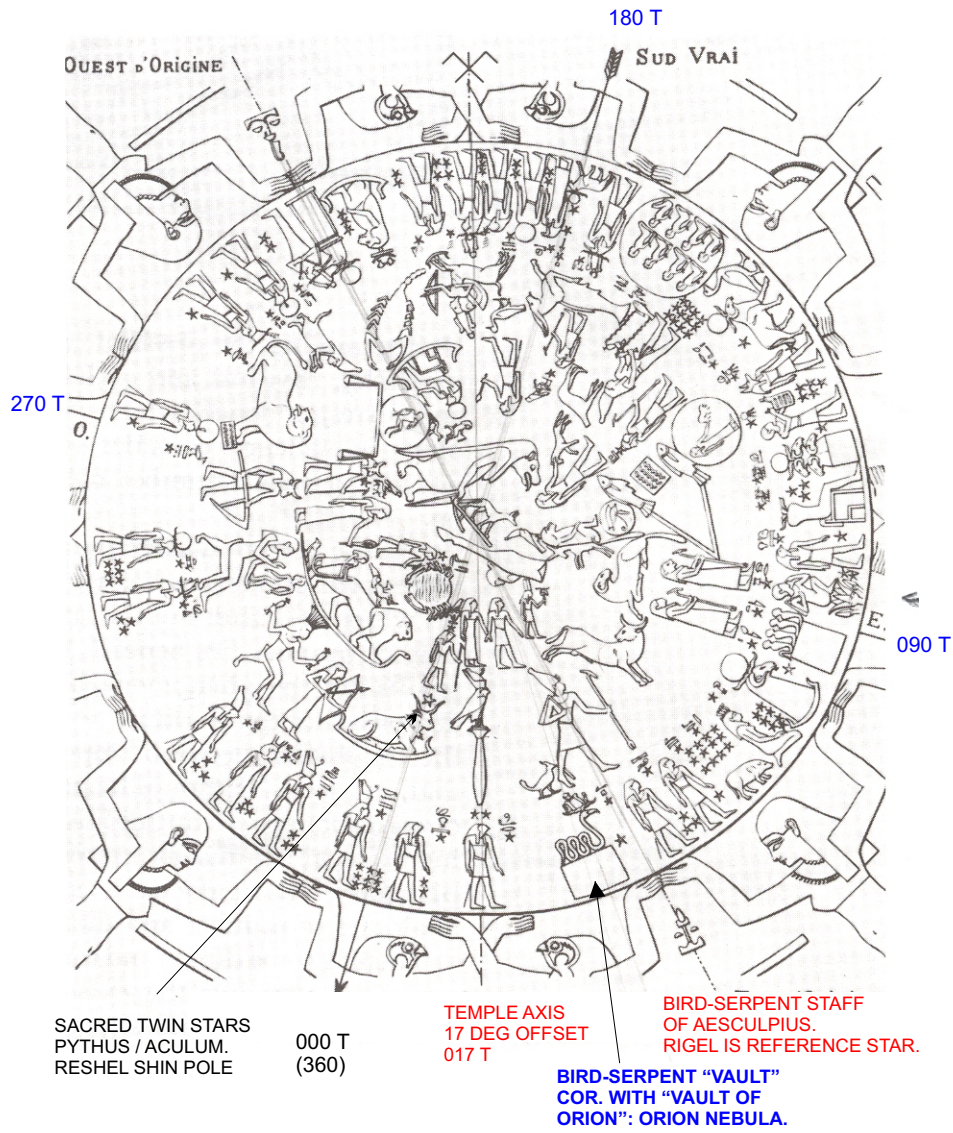 180 T
OUEST D'ORIGINE
SUD VRAI
270 T
O.
E.
090 T
SACRED TWIN STARS
PYTHUS / ACULUM.
RESHEL SHIN POLE
000 T
(360)
TEMPLE AXIS
17 DEG OFFSET
017 T
BIRD-SERPENT STAFF
OF AESCULPIUS.
RIGEL IS REFERENCE STAR.
BIRD-SERPENT “VAULT”
COR. WITH “VAULT OF
ORION”: ORION NEBULA.